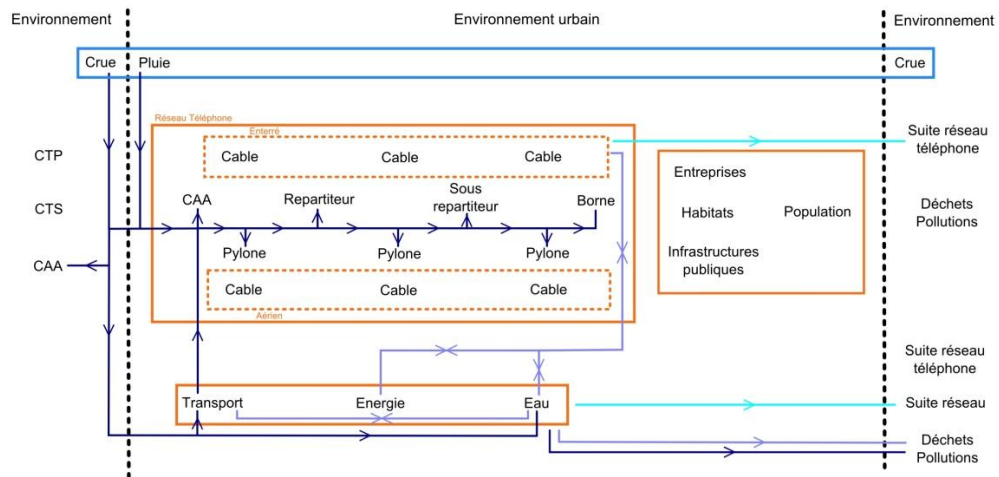 Environnement
Environnement urbain
Environnement
Crue
Pluie
Crue
Réseau Téléphone
Enterré
Cable
Cable
Cable
Suite réseau
téléphone
CTP
Entreprises
CTS
CAA
Repartiteur
Sous
repartiteur
Borne
Habitats
Population
Déchets
Pollutions
CAA
Pylone
Pylone
Pylone
Infrastructures
publiques
Cable
Cable
Cable
Aérien
Suite réseau
téléphone
Transport
Energie
Eau
Suite réseau
Déchets
Pollutions